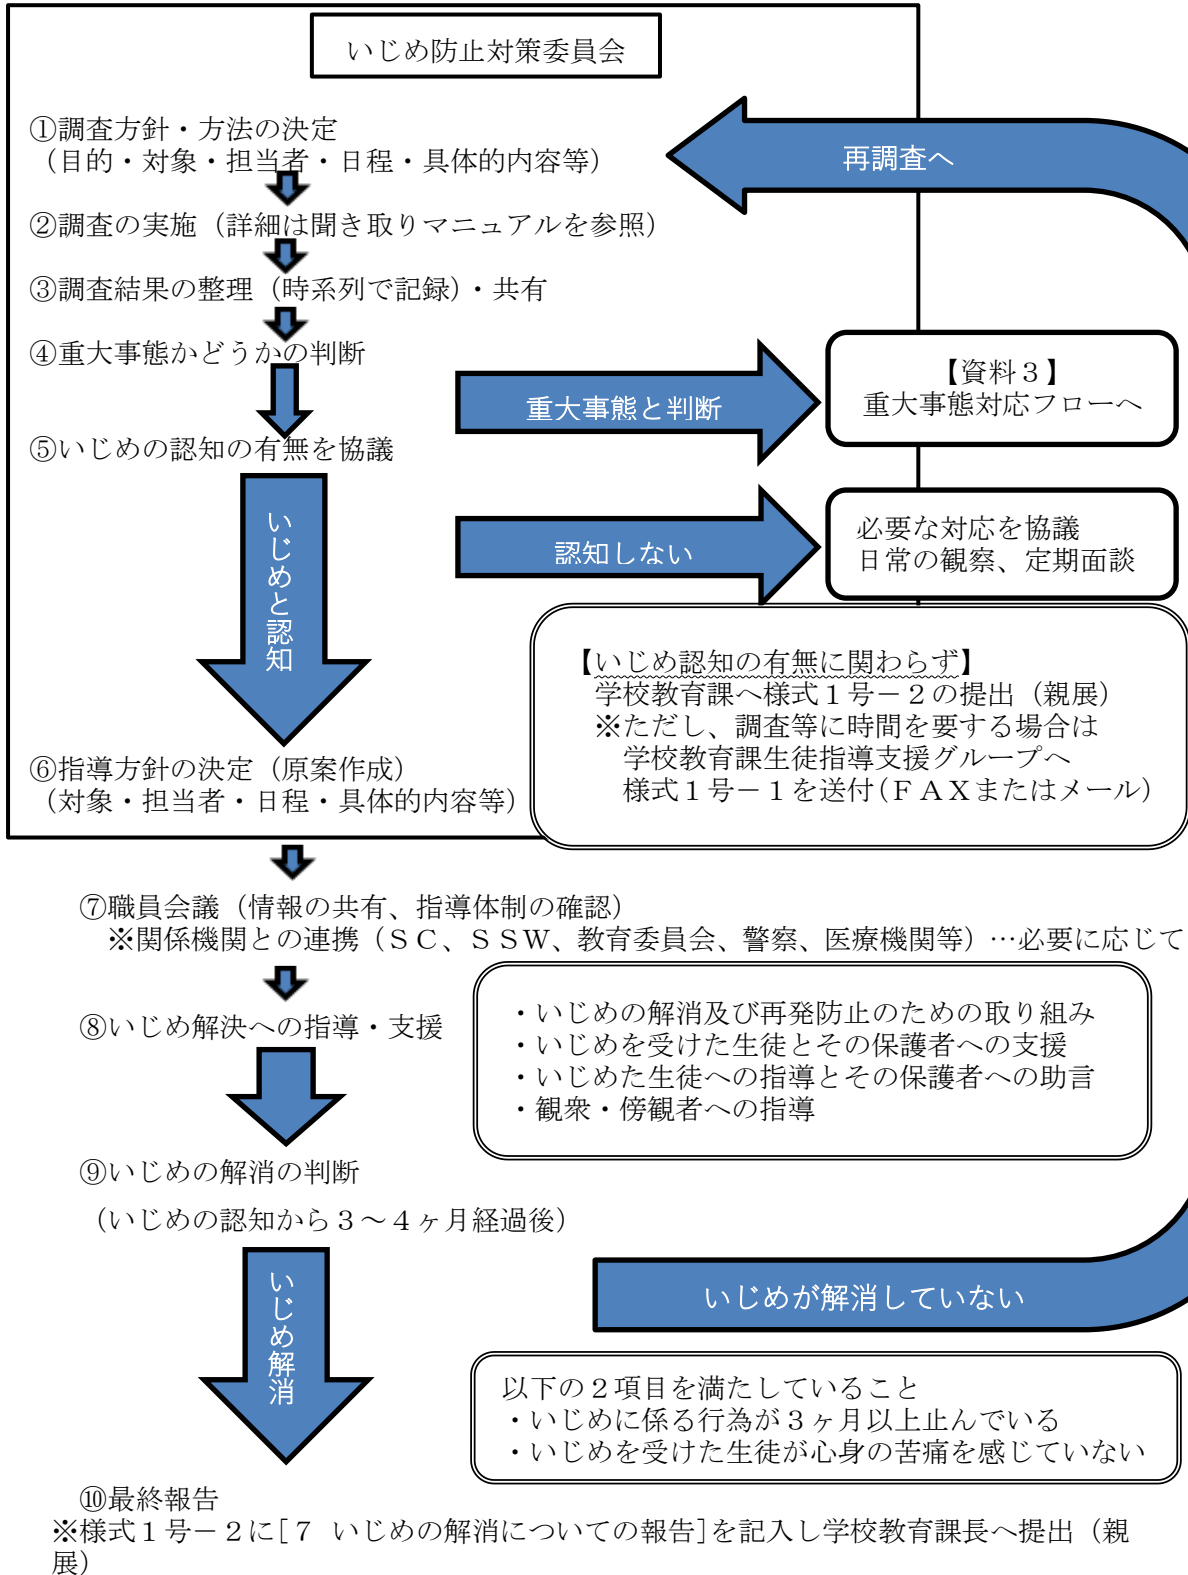 いじめ防止対策委員会
①調査方針・方法の決定
（目的・対象・担当者・日程・具体的内容等）
再調査へ
②調査の実施（詳細は聞き取りマニュアルを参照）
③調査結果の整理（時系列で記録）・共有
④重大事態かどうかの判断
重大事態と判断
【資料３】
重大事態対応フローへ
⑤いじめの認知の有無を協議
いじめと認知
認知しない
必要な対応を協議
日常の観察、定期面談
【いじめ認知の有無に関わらず】
学校教育課へ様式１号－２の提出（親展）
※ただし、調査等に時間を要する場合は
学校教育課生徒指導支援グループへ
様式１号－１を送付(ＦＡＸまたはメール)
⑥指導方針の決定（原案作成）
（対象・担当者・日程・具体的内容等）
⑦職員会議（情報の共有、指導体制の確認）
※関係機関との連携（ＳＣ、ＳＳＷ、教育委員会、警察、医療機関等）…必要に応じて
⑧いじめ解決への指導・支援
・いじめの解消及び再発防止のための取り組み
・いじめを受けた生徒とその保護者への支援
・いじめた生徒への指導とその保護者への助言
・観衆・傍観者への指導
⑨いじめの解消の判断
（いじめの認知から３～４ヶ月経過後）
いじめ解消
いじめが解消していない
以下の２項目を満たしていること
・いじめに係る行為が３ヶ月以上止んでいる
・いじめを受けた生徒が心身の苦痛を感じていない
⑩最終報告
※様式１号－２に[７ いじめの解消についての報告]を記入し学校教育課長へ提出（親
展）